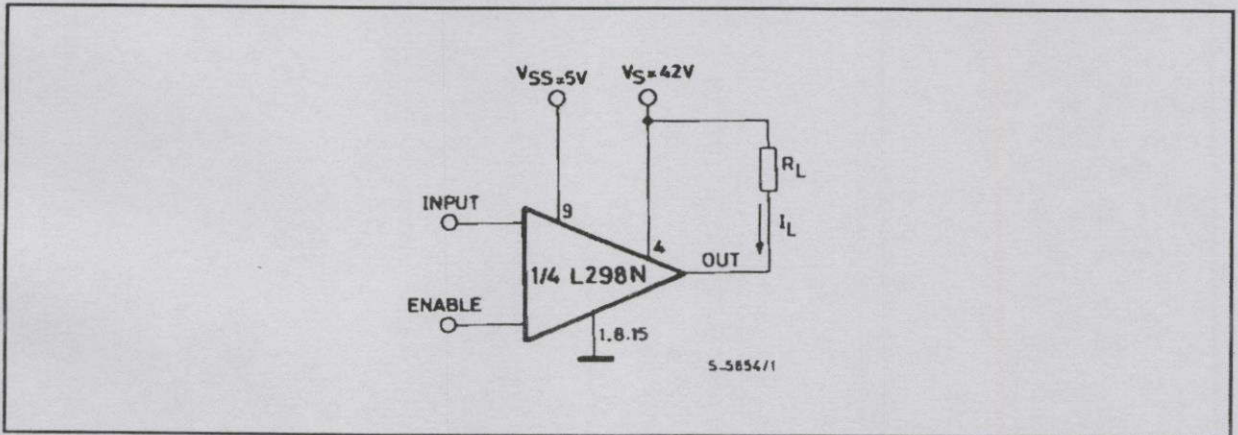 VSS=5V
VS=42V
RL
INPUT
9
IL
4
OUT
1/4 L298N
ENABLE
1.8.15
S-5854/1